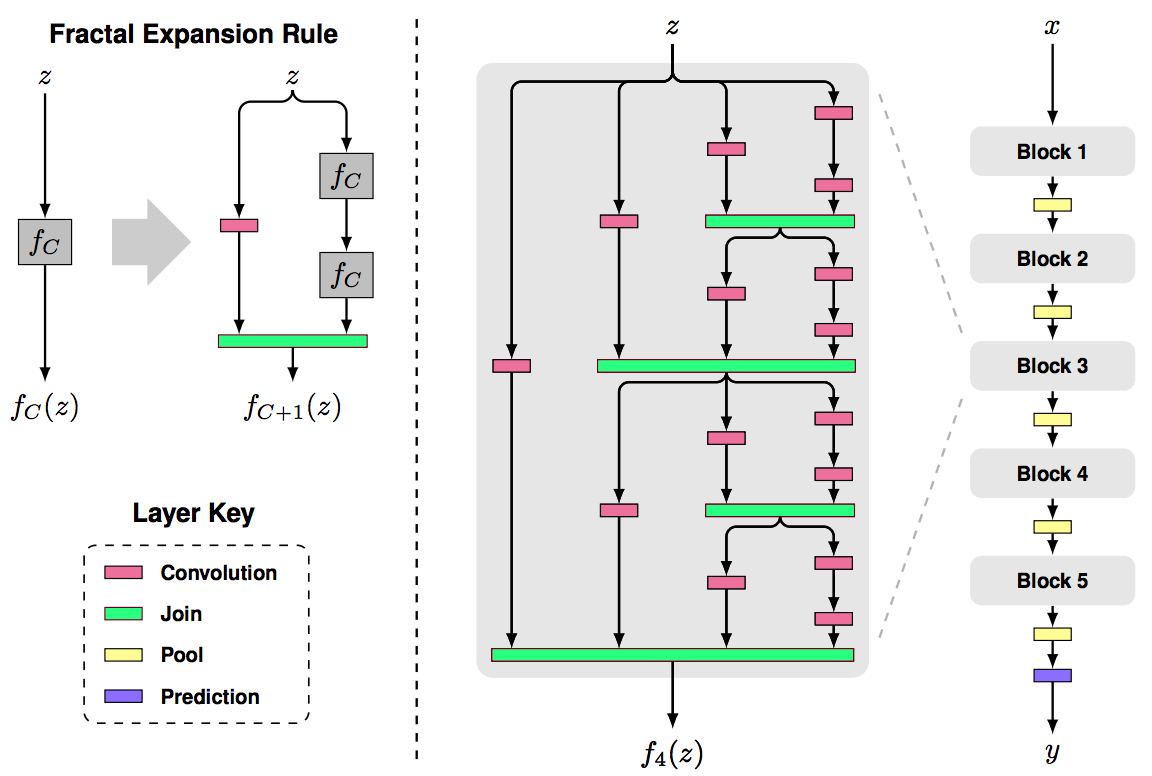 Fractal Expansion Rule
z
f_C
f_C(z)
z
f_C
f_C
f_{C+1}(z)
Layer Key
Convolution
Join
Pool
Prediction
z
f_4(z)
x
Block 1
Block 2
Block 3
Block 4
Block 5
y